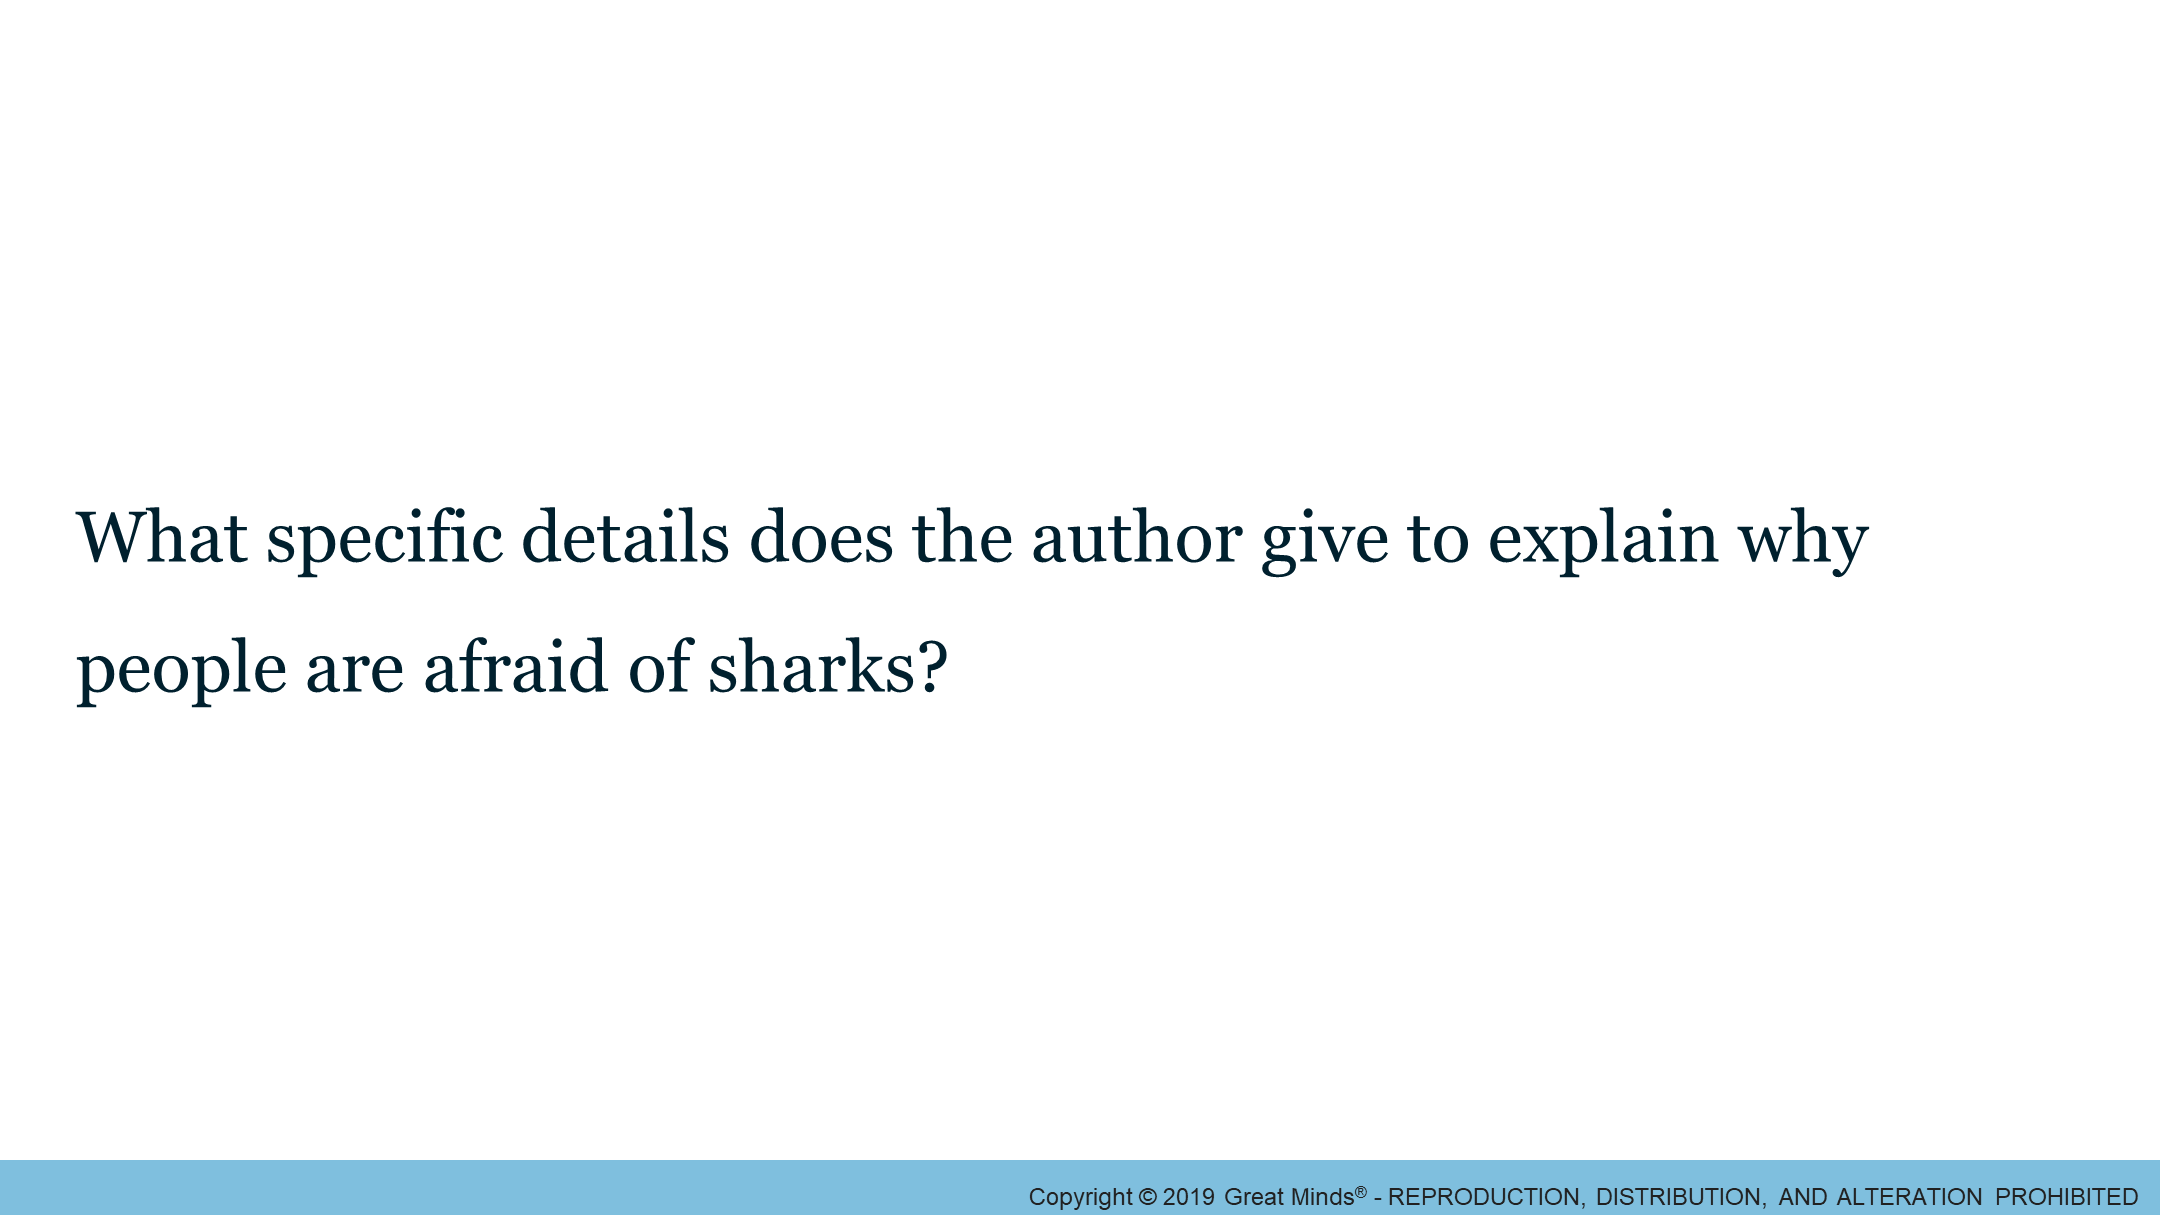 What specific details does the author give to explain why
people are afraid of sharks?
Copyright © 2019 Great Minds® - REPRODUCTION, DISTRIBUTION, AND ALTERATION PROHIBITED